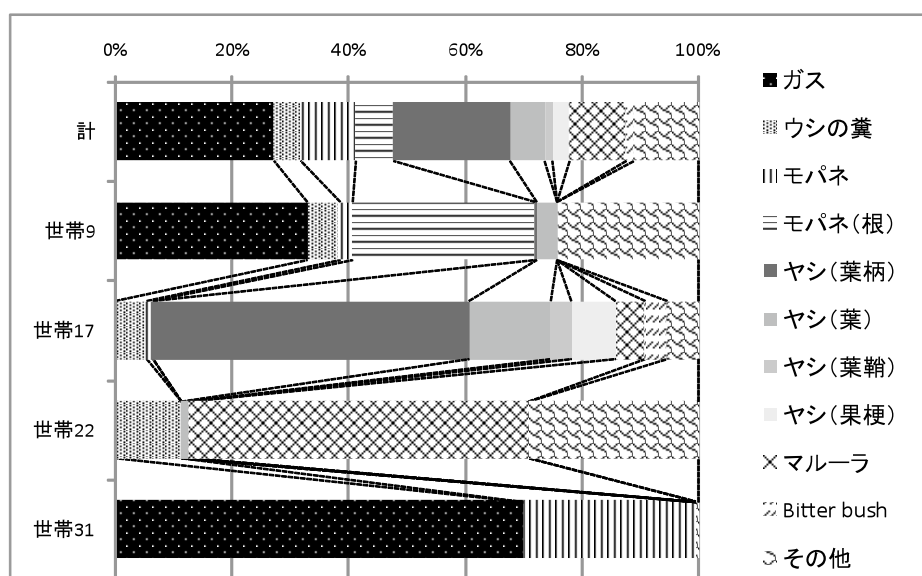 0% 20% 40% 60% 80% 100%
計
世帯9
世帯17
世帯22
世帯31
ガス
ウシの糞
モパネ
モパネ(根)
ヤシ(葉柄)
ヤシ(葉)
ヤシ(葉鞘)
ヤシ(果梗)
マルーラ
Bitter bush
その他